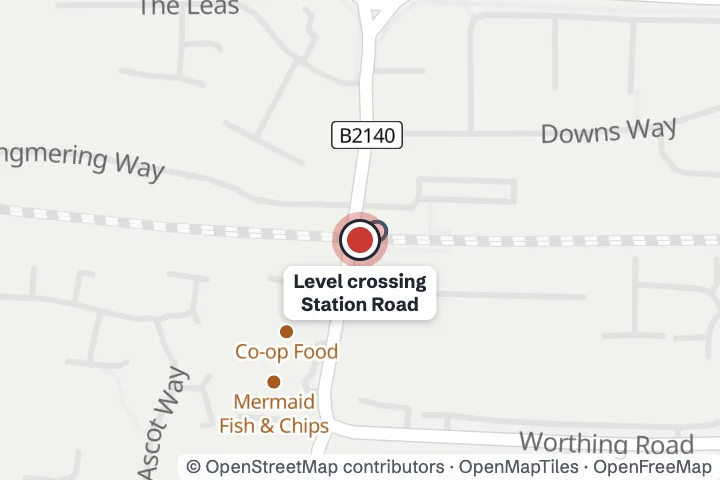 The Leas
B2140
Downs Way
ngmering Way
Level crossing
Station Road
Co-op Food
Mermaid
Fish & Chips
Ascot Way
Worthing Road
© OpenStreetMap contributors · OpenMapTiles · OpenFreeMap